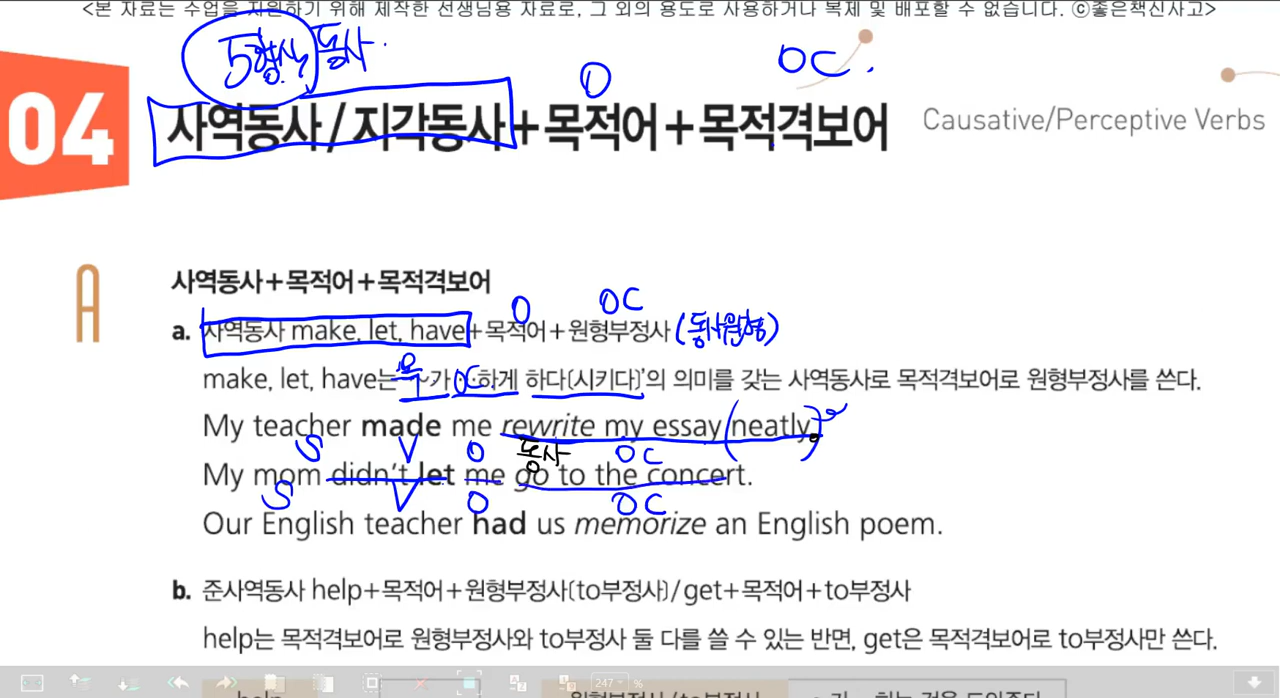 <본 자료는 수업을 지원하기 위해 제작한 선생님용 자료로, 그 외의 용도로 사용하거나 복제 및 배포할 수 없습니다. ⓒ좋은책신사고>
5형식 동사.
O OC.
04 사역동사/지각동사+목적어+목적격보어 Causative/Perceptive Verbs
A 사역동사+목적어+목적격보어
O OC
a. 사역동사 make, let, have+목적어+원형부정사 (동사원형)
목 OC
make, let, have는 '~가 …하게 하다(시키다)'의 의미를 갖는 사역동사로 목적격보어로 원형부정사를 쓴다.
My teacher made me rewrite my essay (neatly.)
S V O 동사 OC
My mom didn't let me go to the concert.
S V O OC
Our English teacher had us memorize an English poem.
b. 준사역동사 help+목적어+원형부정사(to부정사)/get+목적어+to부정사
help는 목적격보어로 원형부정사와 to부정사 둘 다를 쓸 수 있는 반면, get은 목적격보어로 to부정사만 쓴다.
247 %